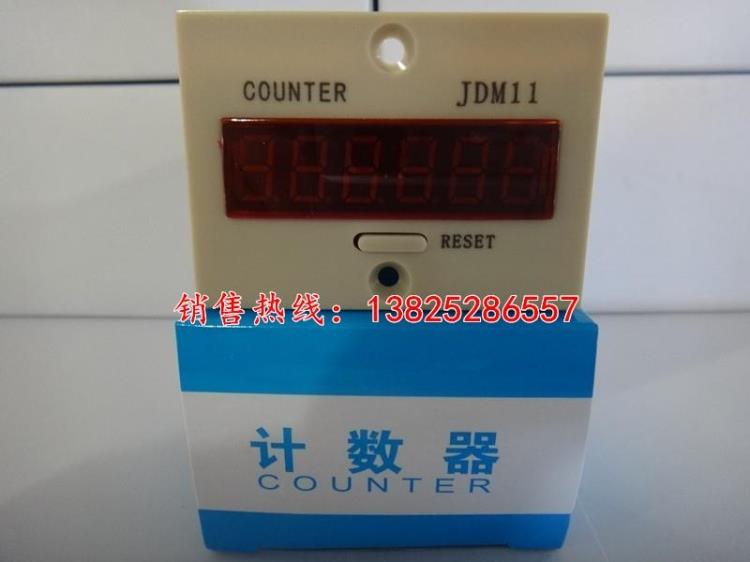 COUNTER JDM11
RESET
销售热线：13825286557
计数器
COUNTER